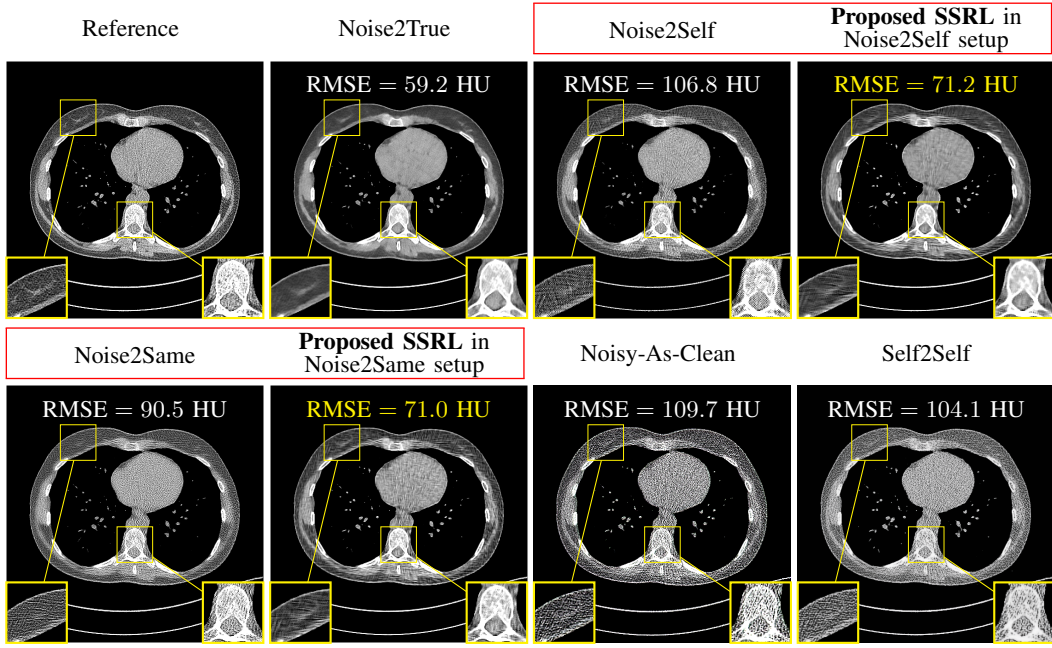 Reference
Noise2True
Noise2Self
Proposed SSRL in
Noise2Self setup
RMSE = 59.2 HU
RMSE = 106.8 HU
RMSE = 71.2 HU
Noise2Same
Proposed SSRL in
Noise2Same setup
Noisy-As-Clean
Self2Self
RMSE = 90.5 HU
RMSE = 71.0 HU
RMSE = 109.7 HU
RMSE = 104.1 HU